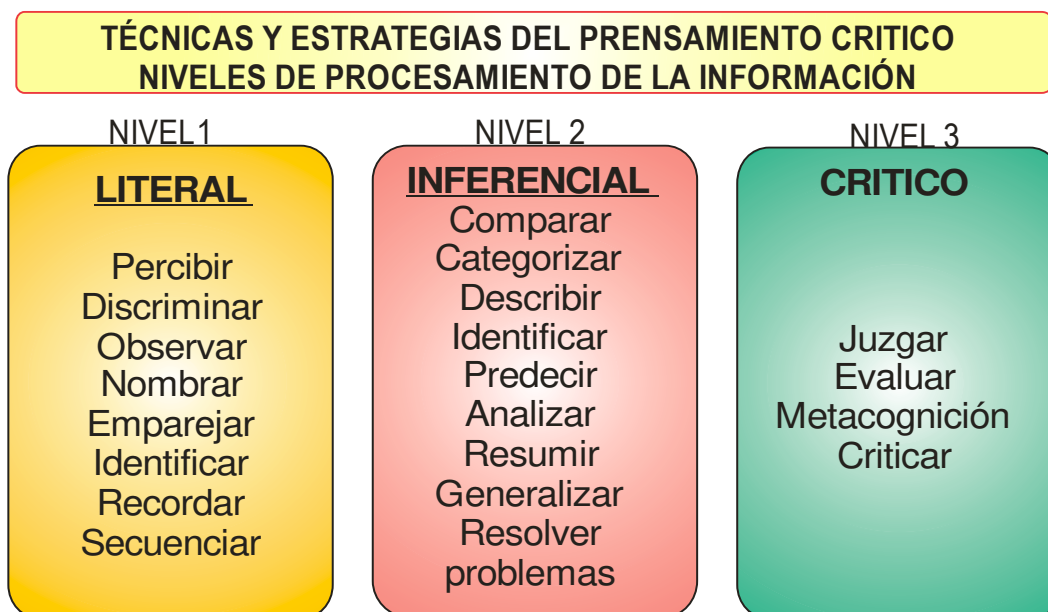 TÉCNICAS Y ESTRATEGIAS DEL PRENSAMIENTO CRITICO
NIVELES DE PROCESAMIENTO DE LA INFORMACIÓN
NIVEL1
LITERAL
Percibir
Discriminar
Observar
Nombrar
Emparejar
Identificar
Recordar
Secuenciar
NIVEL 2
INFERENCIAL
Comparar
Categorizar
Describir
Identificar
Predecir
Analizar
Resumir
Generalizar
Resolver
problemas
NIVEL 3
CRITICO
Juzgar
Evaluar
Metacognición
Criticar